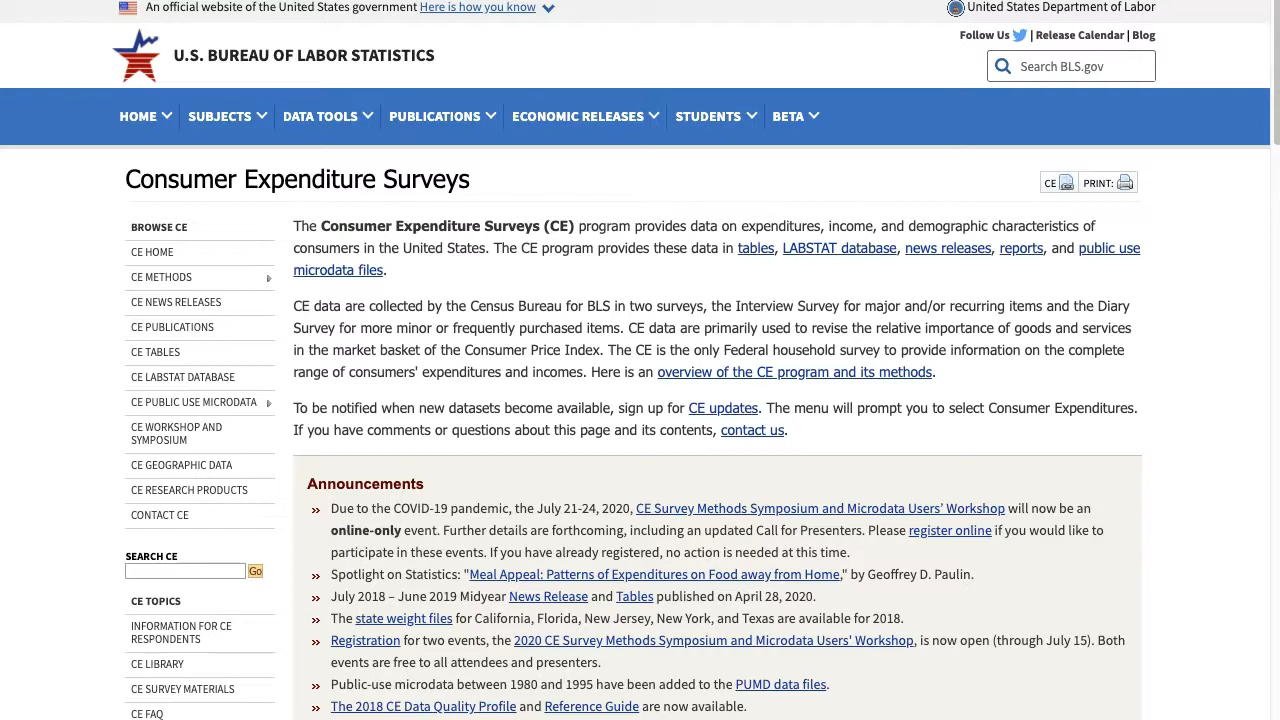 An official website of the United States government Here is how you know
United States Department of Labor
Follow Us | Release Calendar | Blog
U.S. BUREAU OF LABOR STATISTICS
Search BLS.gov
HOME SUBJECTS DATA TOOLS PUBLICATIONS ECONOMIC RELEASES STUDENTS BETA
Consumer Expenditure Surveys
CE PRINT:
BROWSE CE
CE HOME
CE METHODS
CE NEWS RELEASES
CE PUBLICATIONS
CE TABLES
CE LABSTAT DATABASE
CE PUBLIC USE MICRODATA
CE WORKSHOP AND
SYMPOSIUM
CE GEOGRAPHIC DATA
CE RESEARCH PRODUCTS
CONTACT CE
SEARCH CE
Go
CE TOPICS
INFORMATION FOR CE
RESPONDENTS
CE LIBRARY
CE SURVEY MATERIALS
CE FAQ
The Consumer Expenditure Surveys (CE) program provides data on expenditures, income, and demographic characteristics of
consumers in the United States. The CE program provides these data in tables, LABSTAT database, news releases, reports, and public use
microdata files.
CE data are collected by the Census Bureau for BLS in two surveys, the Interview Survey for major and/or recurring items and the Diary
Survey for more minor or frequently purchased items. CE data are primarily used to revise the relative importance of goods and services
in the market basket of the Consumer Price Index. The CE is the only Federal household survey to provide information on the complete
range of consumers' expenditures and incomes. Here is an overview of the CE program and its methods.
To be notified when new datasets become available, sign up for CE updates. The menu will prompt you to select Consumer Expenditures.
If you have comments or questions about this page and its contents, contact us.
Announcements
» Due to the COVID-19 pandemic, the July 21-24, 2020, CE Survey Methods Symposium and Microdata Users’ Workshop will now be an
online-only event. Further details are forthcoming, including an updated Call for Presenters. Please register online if you would like to
participate in these events. If you have already registered, no action is needed at this time.
» Spotlight on Statistics: "Meal Appeal: Patterns of Expenditures on Food away from Home," by Geoffrey D. Paulin.
» July 2018 – June 2019 Midyear News Release and Tables published on April 28, 2020.
» The state weight files for California, Florida, New Jersey, New York, and Texas are available for 2018.
» Registration for two events, the 2020 CE Survey Methods Symposium and Microdata Users' Workshop, is now open (through July 15). Both
events are free to all attendees and presenters.
» Public-use microdata between 1980 and 1995 have been added to the PUMD data files.
» The 2018 CE Data Quality Profile and Reference Guide are now available.